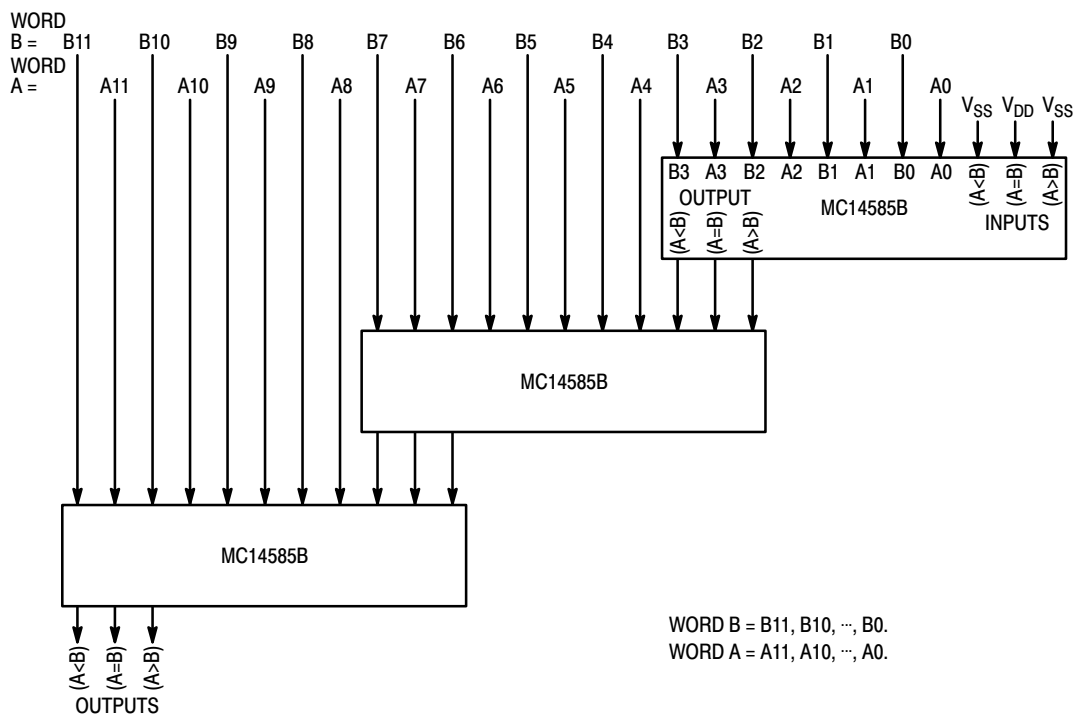 WORD
B = B11 B10 B9 B8 B7 B6 B5 B4 B3 B2 B1 B0
WORD
A = A11 A10 A9 A8 A7 A6 A5 A4 A3 A2 A1 A0
VSS VDD VSS
B3 A3 B2 A2 B1 A1 B0 A0 (A<B) (A=B) (A>B)
OUTPUT
MC14585B
INPUTS
(A<B) (A=B) (A>B)
MC14585B
MC14585B
(A<B) (A=B) (A>B)
OUTPUTS
WORD B = B11, B10, ..., B0.
WORD A = A11, A10, ..., A0.